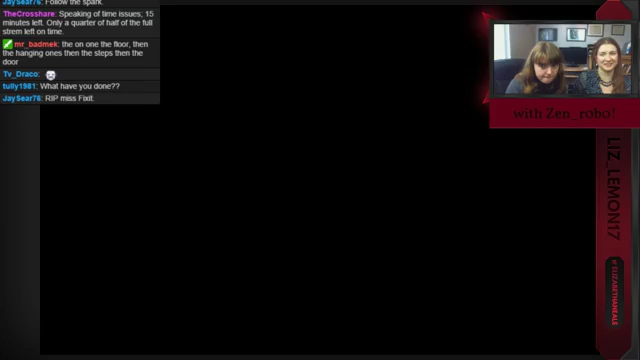 JaySear76: Follow the spark.
TheCrosshare: Speaking of time issues, 15
minutes left. Only a quarter of half of the full
strem left on time.
mr_badmek: the on one the floor, then
the hanging ones then the steps then the
door
Tv_Draco:
tully1981: What have you done??
JaySear76: RIP miss Fixit.
with Zen_robo!
LIZ_LEMON17
@ELIZABETHANEALE